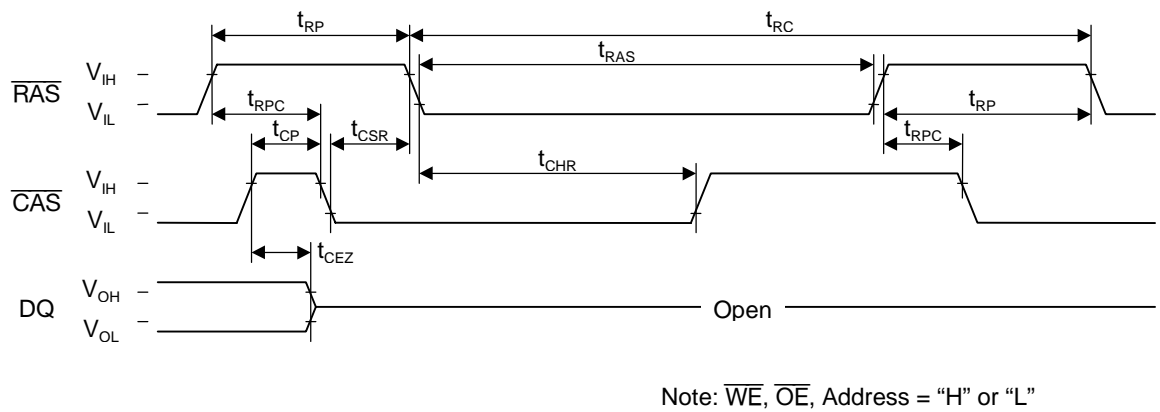 tRP tRC
tRAS
RAS VIH
VIL
tRPC tRP
tCP tCSR tRPC
tCHR
CAS VIH
VIL
tCEZ
DQ VOH
VOL
Open
Note: WE, OE, Address = “H” or “L”